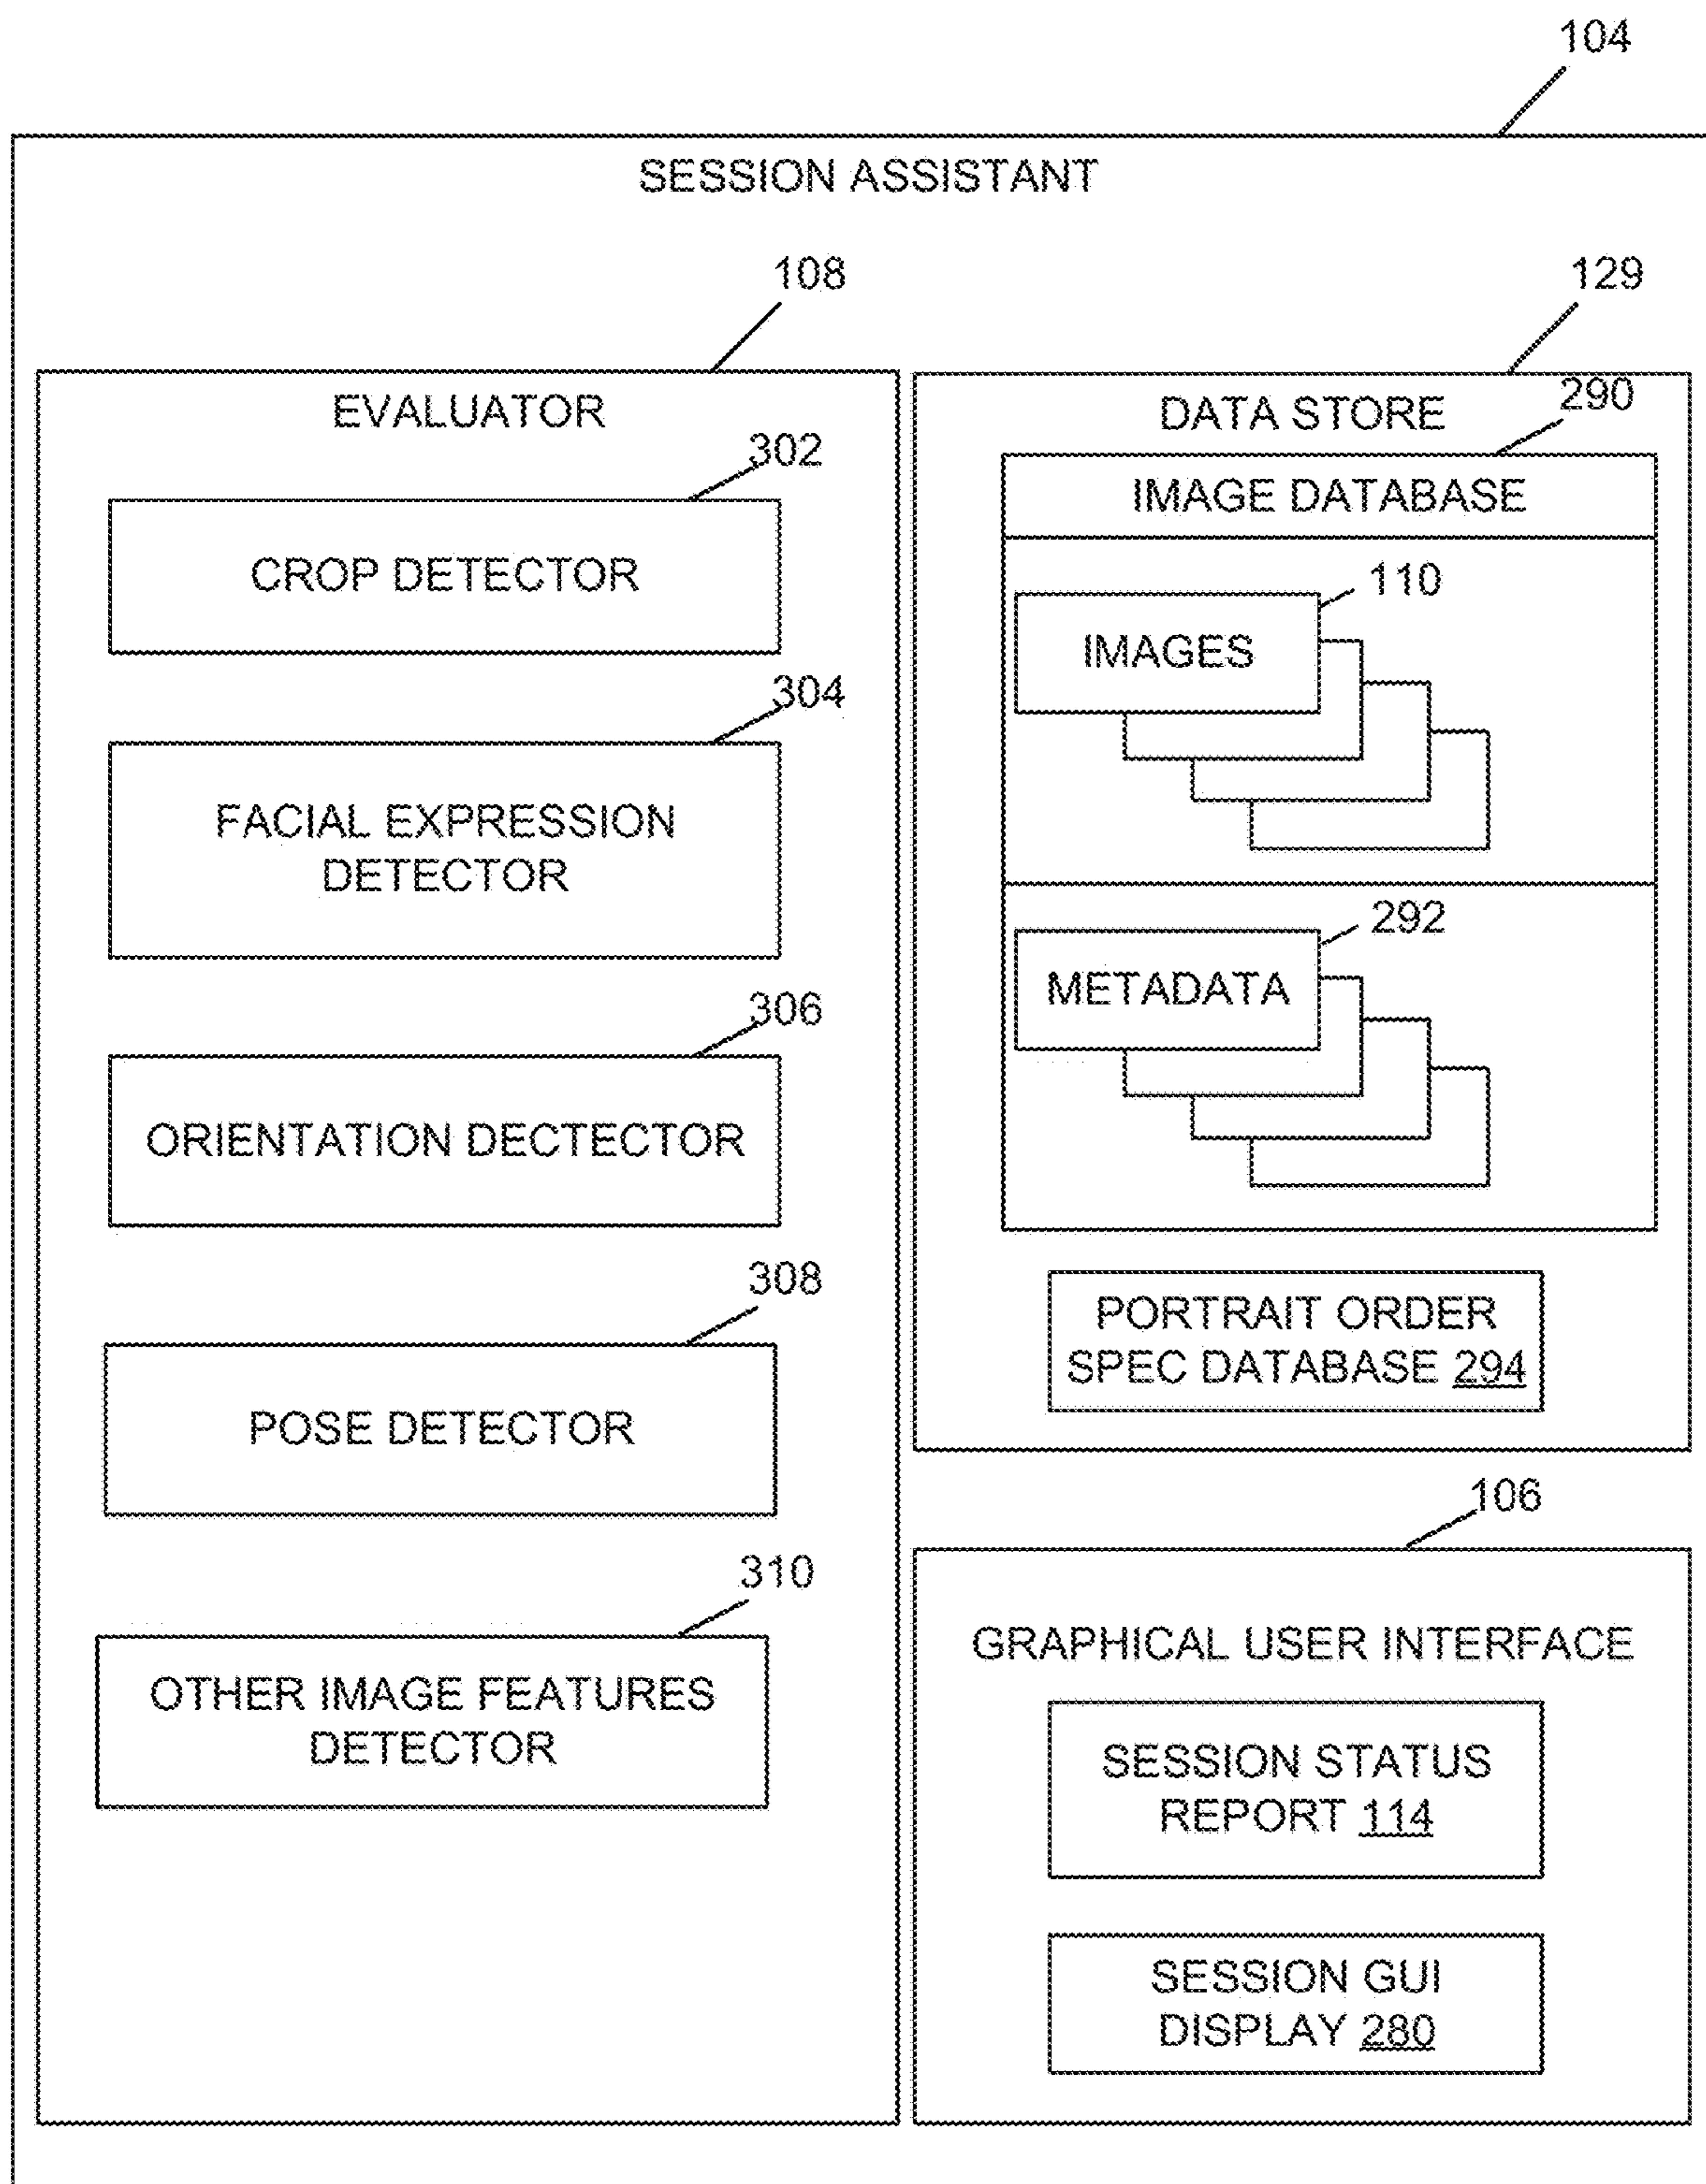 104
SESSION ASSISTANT
108
EVALUATOR
302
CROP DETECTOR
304
FACIAL EXPRESSION
DETECTOR
306
ORIENTATION DECTECTOR
308
POSE DETECTOR
310
OTHER IMAGE FEATURES
DETECTOR
129
DATA STORE
290
IMAGE DATABASE
110
IMAGES
292
METADATA
PORTRAIT ORDER
SPEC DATABASE 294
106
GRAPHICAL USER INTERFACE
SESSION STATUS
REPORT 114
SESSION GUI
DISPLAY 280